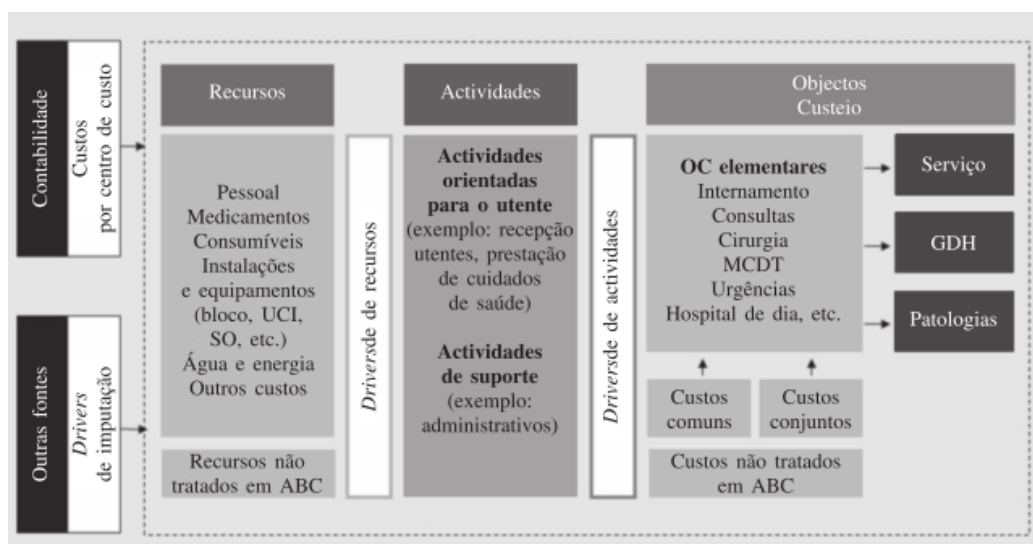 Contabilidade
Custos
por centro de custo
Outras fontes
Drivers
de imputação
Recursos
Pessoal
Medicamentos
Consumíveis
Instalações
e equipamentos
(bloco, UCI,
SO, etc.)
Água e energia
Outros custos
Recursos não
tratados em ABC
Driversde de recursos
Actividades
Actividades
orientadas
para o utente
(exemplo: recepção
utentes, prestação
de cuidados
de saúde)
Actividades
de suporte
(exemplo:
administrativos)
Driversde de actividades
Objectos
Custeio
OC elementares
Internamento
Consultas
Cirurgia
MCDT
Urgências
Hospital de dia, etc.
Custos
comuns
Custos
conjuntos
Custos não tratados
em ABC
Serviço
GDH
Patologias